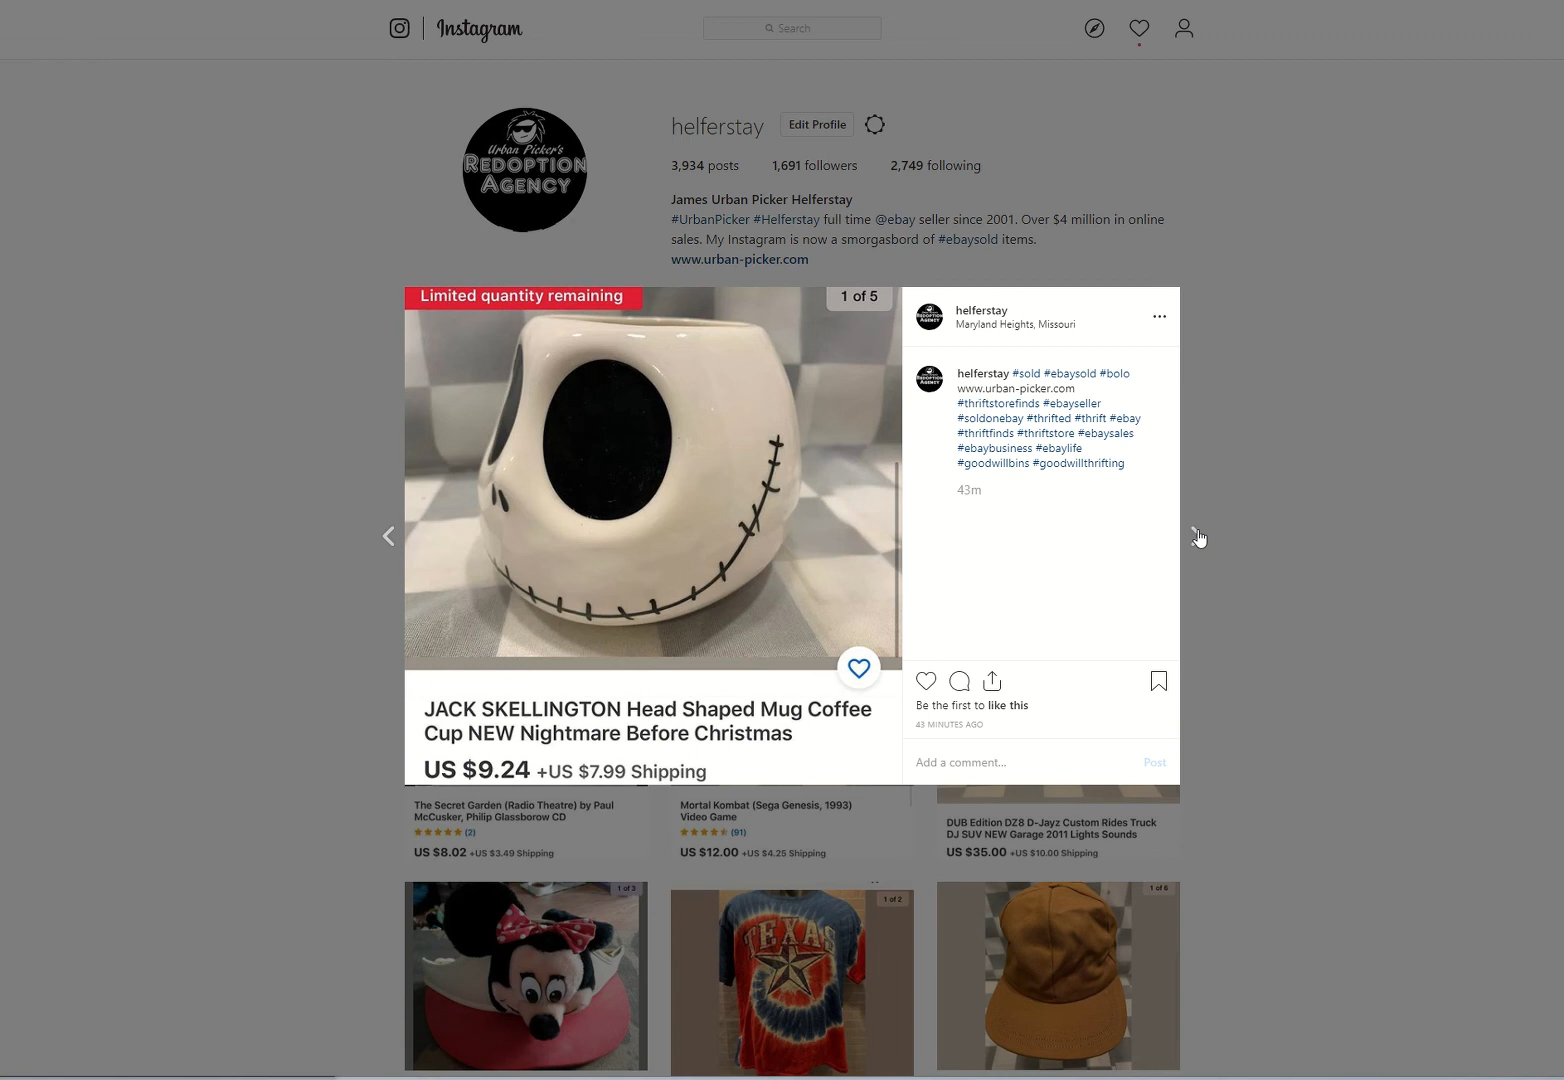 Instagram
Search
Urban Picker's
REDOPTION
AGENCY
helferstay
Edit Profile
3,934 posts
1,691 followers
2,749 following
James Urban Picker Helferstay
#UrbanPicker #Helferstay full time @ebay seller since 2001. Over $4 million in online
sales. My Instagram is now a smorgasbord of #ebaysold items.
www.urban-picker.com
Limited quantity remaining
1 of 5
JACK SKELLINGTON Head Shaped Mug Coffee
Cup NEW Nightmare Before Christmas
US $9.24 +US $7.99 Shipping
REDOPTION
AGENCY
helferstay
Maryland Heights, Missouri
REDOPTION
AGENCY
helferstay #sold #ebaysold #bolo
www.urban-picker.com
#thriftstorefinds #ebayseller
#soldonebay #thrifted #thrift #ebay
#thriftfinds #thriftstore #ebaysales
#ebaybusiness #ebaylife
#goodwillbins #goodwillthrifting
43m
Be the first to like this
43 MINUTES AGO
Add a comment...
Post
The Secret Garden (Radio Theatre) by Paul
McCusker, Philip Glassborow CD
(2)
US $8.02 +US $3.49 Shipping
Mortal Kombat (Sega Genesis, 1993)
Video Game
(91)
US $12.00 +US $4.25 Shipping
DUB Edition DZ8 D-Jayz Custom Rides Truck
DJ SUV NEW Garage 2011 Lights Sounds
US $35.00 +US $10.00 Shipping
1 of 3
1 of 2
TEXAS
1 of 6